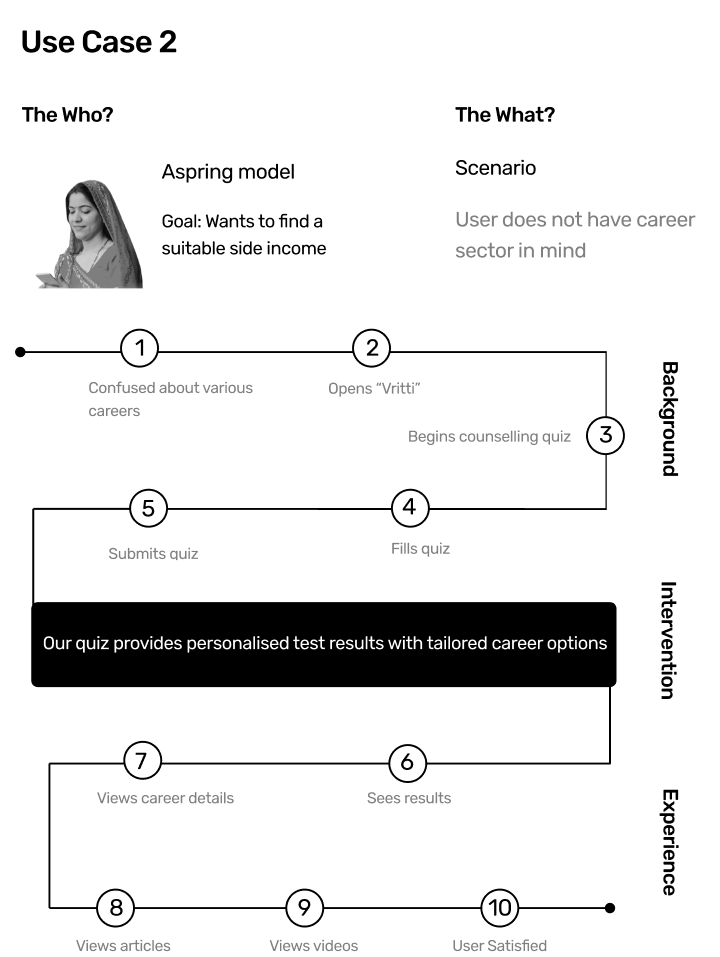 Use Case 2
The Who?
The What?
Aspring model
Goal: Wants to find a
suitable side income
Scenario
User does not have career
sector in mind
1
Confused about various
careers
2
Opens “Vritti”
3
Begins counselling quiz
4
Fills quiz
5
Submits quiz
Background
Our quiz provides personalised test results with tailored career options
Intervention
6
Sees results
7
Views career details
8
Views articles
9
Views videos
10
User Satisfied
Experience